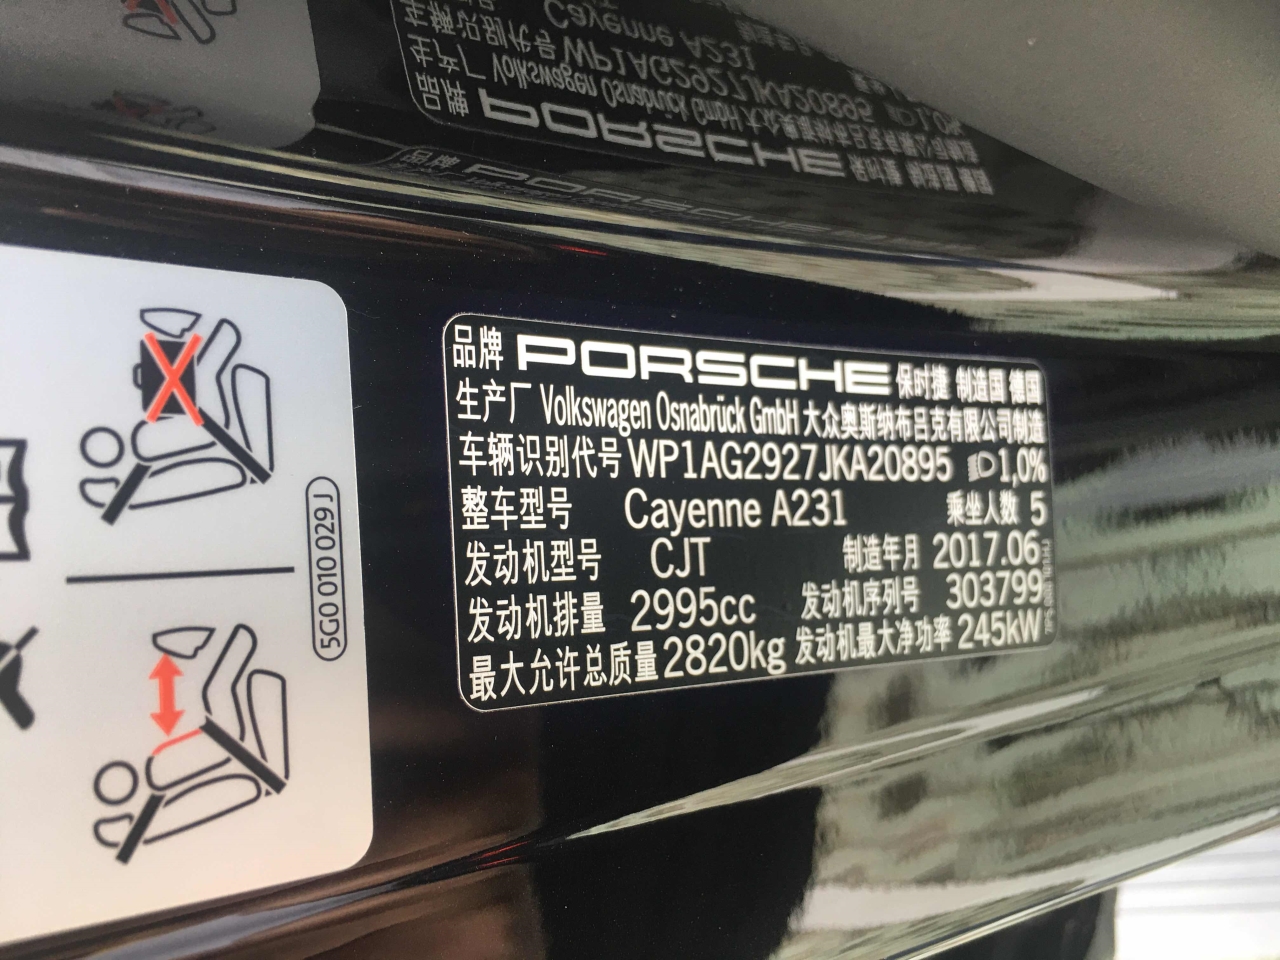 品牌 PORSCHE 保时捷 制造国 德国
生产厂 Volkswagen Osnabrück GmbH 大众奥斯纳布吕克有限公司制造
车辆识别代号 WP1AG2927JKA20895 1,0%
整车型号 Cayenne A231 乘坐人数 5
发动机型号 CJT 制造年月 2017.06
发动机排量 2995cc 发动机序列号 303799
最大允许总质量 2820kg 发动机最大净功率 245kW
5G0 010 029 J